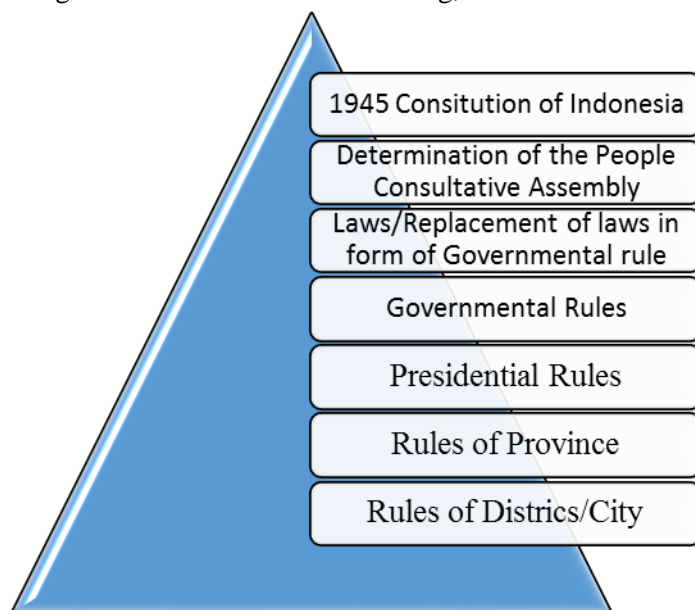 1945 Consitution of Indonesia
Determination of the People
Consultative Assembly
Laws/Replacement of laws in
form of Governmental rule
Governmental Rules
Presidential Rules
Rules of Province
Rules of Districs/City